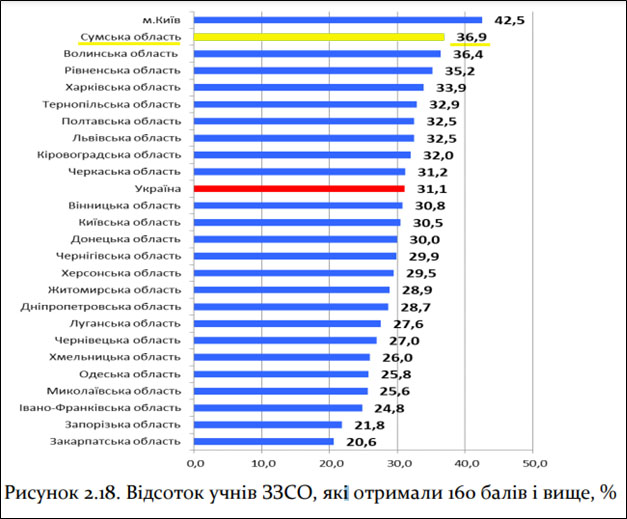 м.Київ 42,5
Сумська область 36,9
Волинська область 36,4
Рівненська область 35,2
Харківська область 33,9
Тернопільська область 32,9
Полтавська область 32,5
Львівська область 32,5
Кіровоградська область 32,0
Черкаська область 31,2
Україна 31,1
Вінницька область 30,8
Київська область 30,5
Донецька область 30,0
Чернігівська область 29,9
Херсонська область 29,5
Житомирська область 28,9
Дніпропетровська область 28,7
Луганська область 27,6
Чернівецька область 27,0
Хмельницька область 26,0
Одеська область 25,8
Миколаївська область 25,6
Івано-Франківська область 24,8
Запорізька область 21,8
Закарпатська область 20,6
0,0 10,0 20,0 30,0 40,0 50,0
Рисунок 2.18. Відсоток учнів ЗЗСО, які отримали 160 балів і вище, %